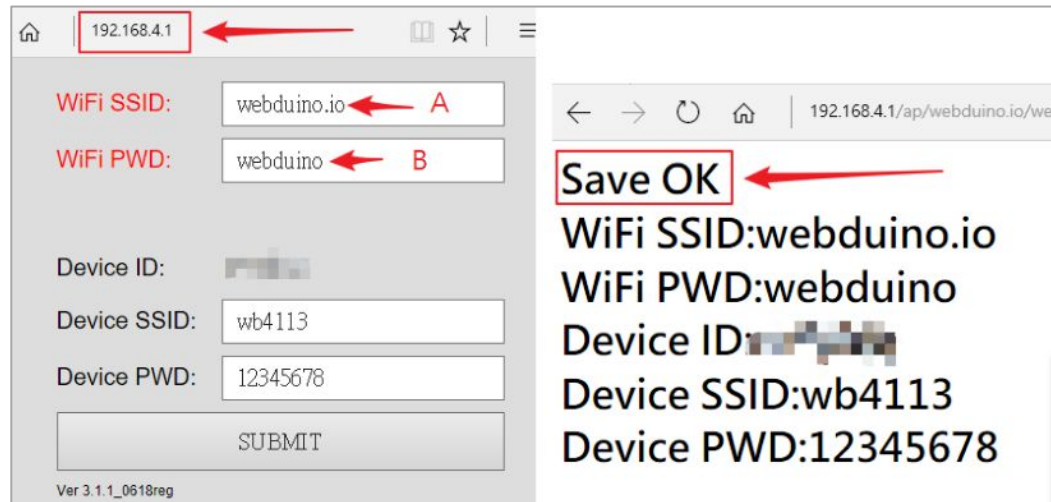 192.168.4.1
WiFi SSID: webduino.io A
WiFi PWD: webduino B
Device ID:
Device SSID: wb4113
Device PWD: 12345678
SUBMIT
Ver 3.1.1_0618reg
192.168.4.1/ap/webduino.io/we
Save OK
WiFi SSID:webduino.io
WiFi PWD:webduino
Device ID:
Device SSID:wb4113
Device PWD:12345678